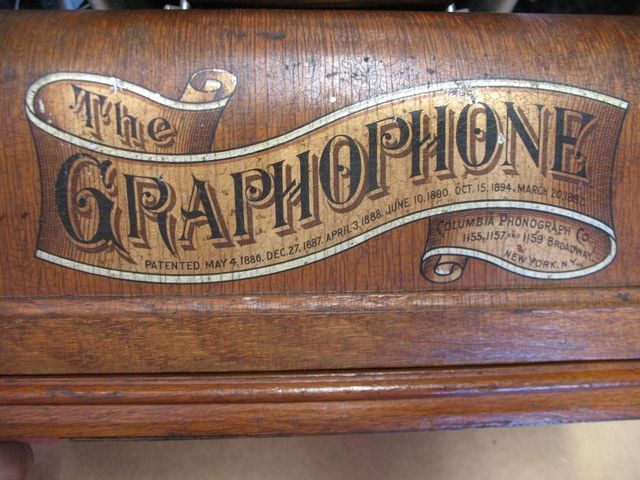 The
GRAPHOPHONE
PATENTED MAY 4, 1886, DEC. 27. 1887. APRIL 3, 1888. JUNE 10, 1890. OCT. 15, 1894. MARCH 20, 1897.
COLUMBIA PHONOGRAPH CO.
1155, 1157 AND 1159 BROADWAY
NEW YORK. N.Y.